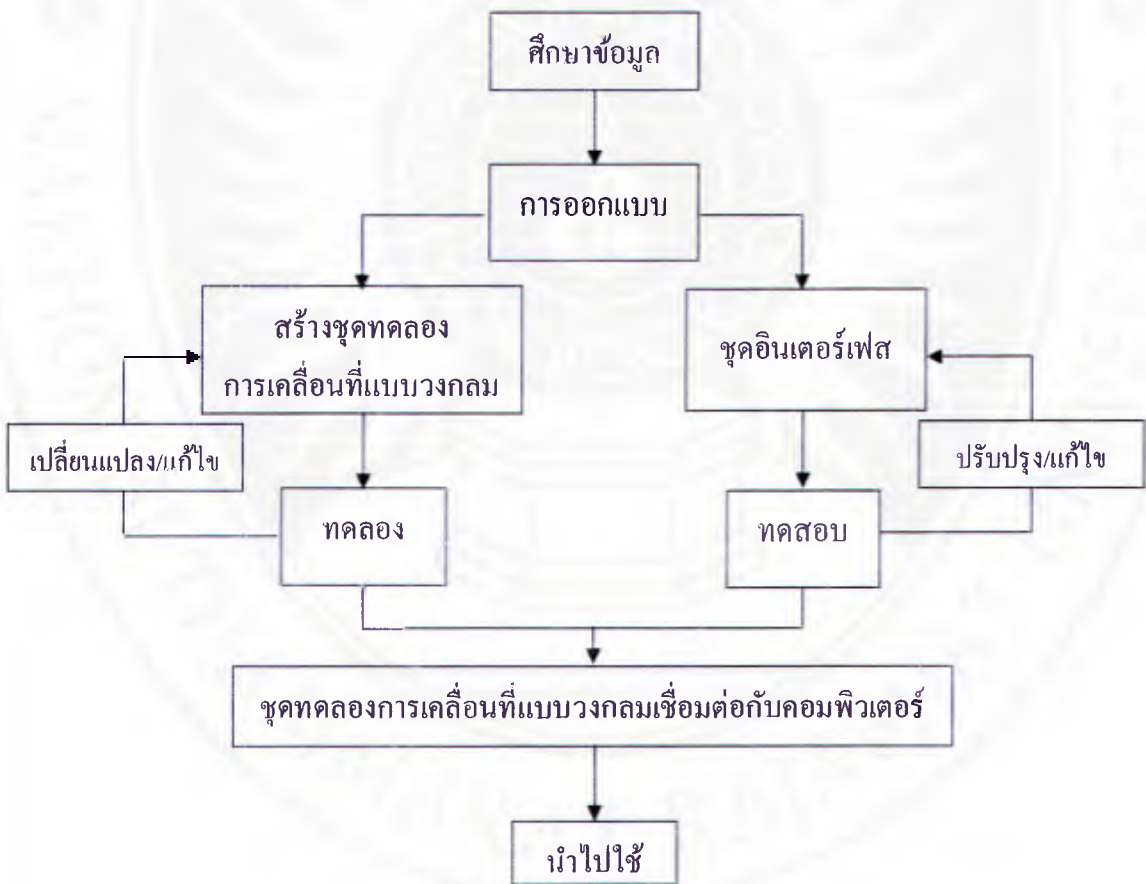 ศึกษาข้อมูล
การออกแบบ
สร้างชุดทดลอง
การเคลื่อนที่แบบวงกลม
ชุดอินเตอร์เฟส
เปลี่ยนแปลง/แก้ไข
ปรับปรุง/แก้ไข
ทดลอง
ทดสอบ
ชุดทดลองการเคลื่อนที่แบบวงกลมเชื่อมต่อกับคอมพิวเตอร์
นำไปใช้